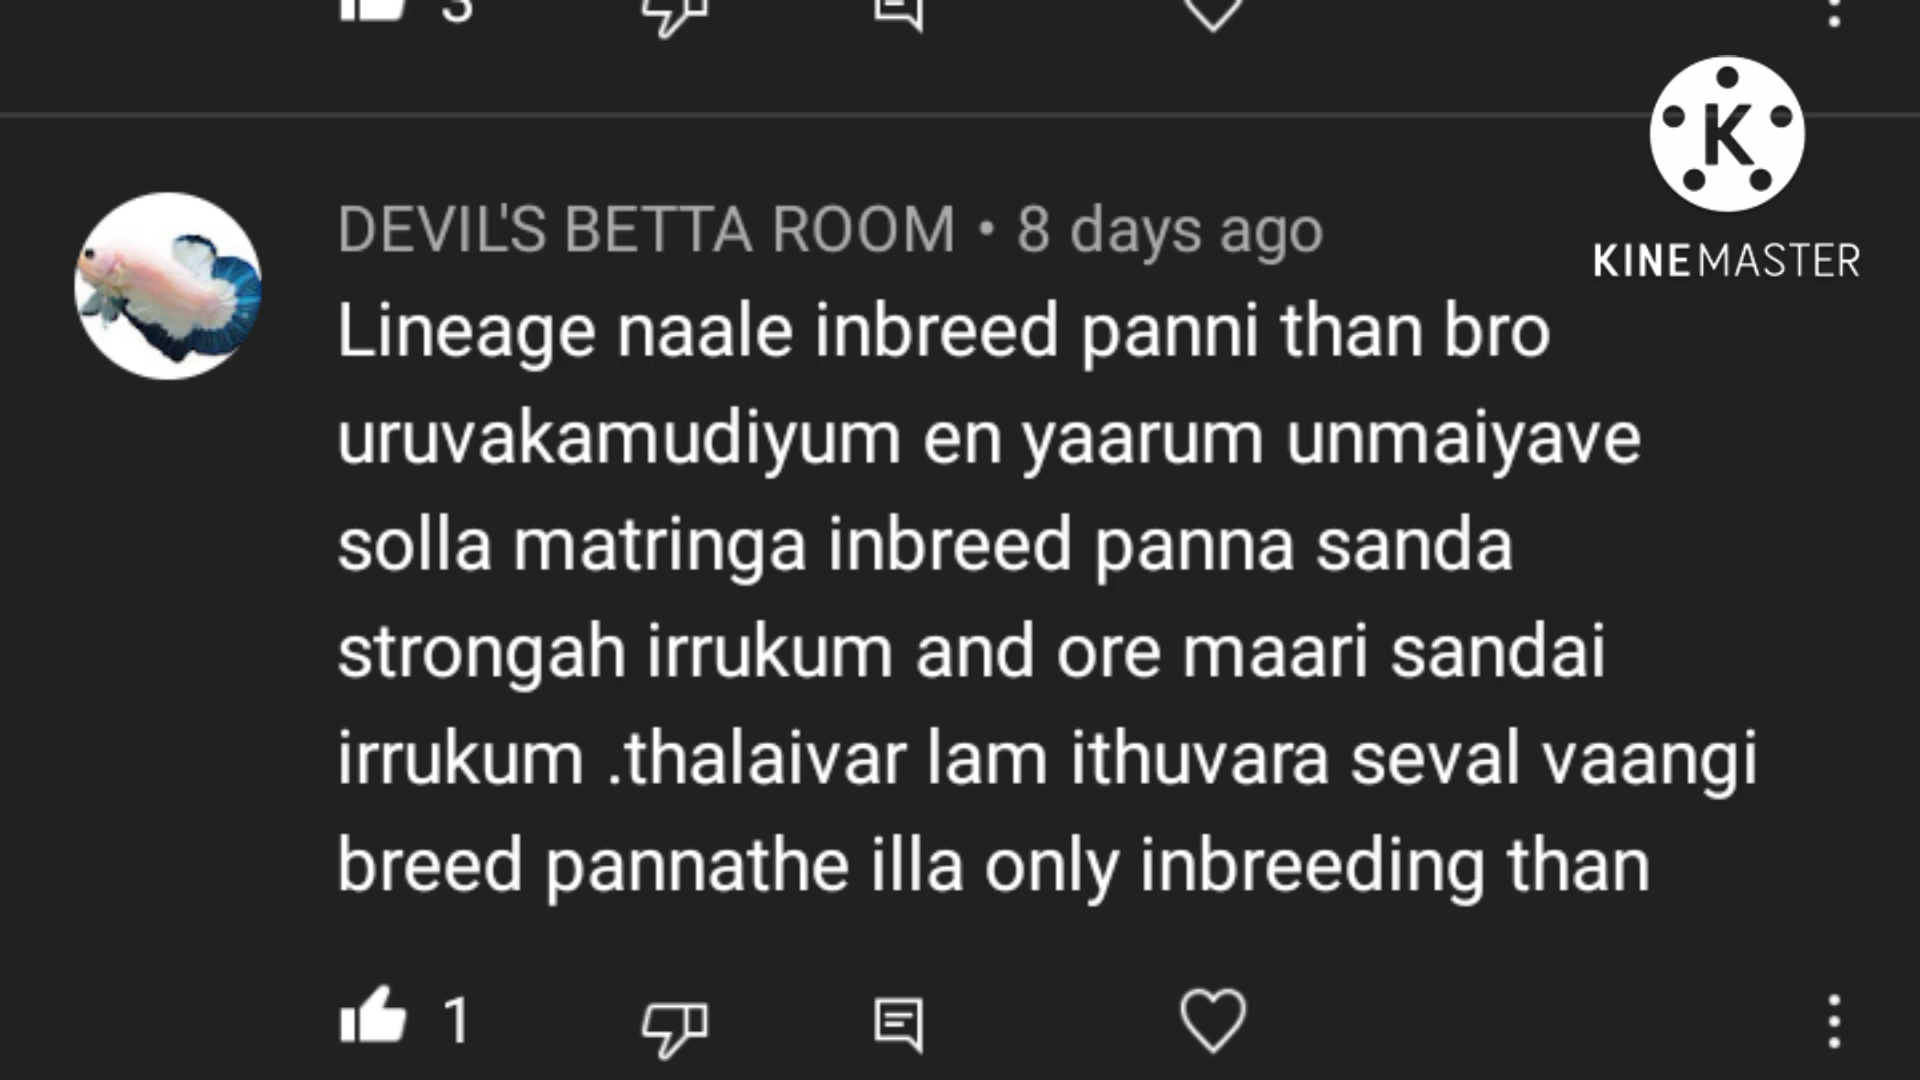 3
K
KINEMASTER
DEVIL'S BETTA ROOM • 8 days ago
Lineage naale inbreed panni than bro
uruvakamudiyum en yaarum unmaiyave
solla matringa inbreed panna sanda
strongah irrukum and ore maari sandai
irrukum .thalaivar lam ithuvara seval vaangi
breed pannathe illa only inbreeding than
1